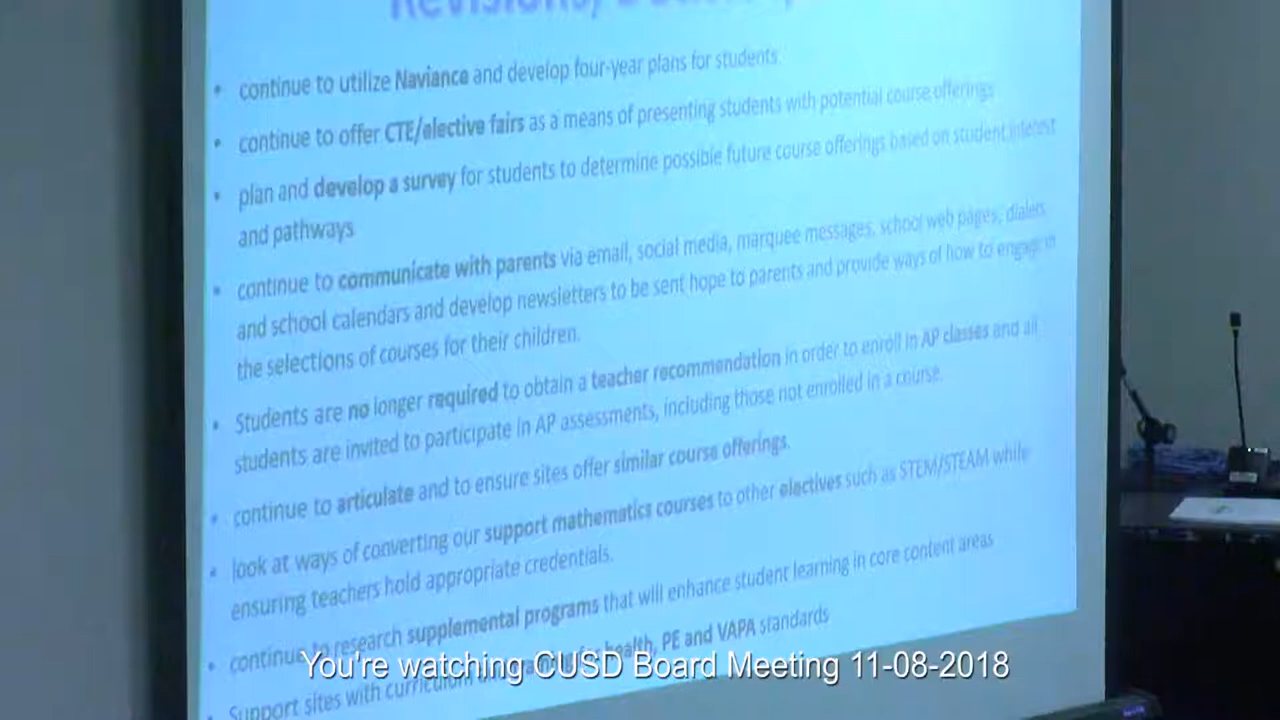 • continue to utilize Naviance and develop four-year plans for students.
• continue to offer CTE/elective fairs as a means of presenting students with potential course offerings
• plan and develop a survey for students to determine possible future course offerings based on student interest
and pathways
• continue to communicate with parents via email, social media, marquee messages, school web pages, dialers
and school calendars and develop newsletters to be sent hope to parents and provide ways of how to engage in
the selections of courses for their children.
• Students are no longer required to obtain a teacher recommendation in order to enroll in AP classes and all
students are invited to participate in AP assessments, including those not enrolled in a course.
• continue to articulate and to ensure sites offer similar course offerings.
• look at ways of converting our support mathematics courses to other electives such as STEM/STEAM while
ensuring teachers hold appropriate credentials.
• continue to research supplemental programs that will enhance student learning in core content areas
• Support sites with curriculum for health, PE and VAPA standards
You're watching CUSD Board Meeting 11-08-2018